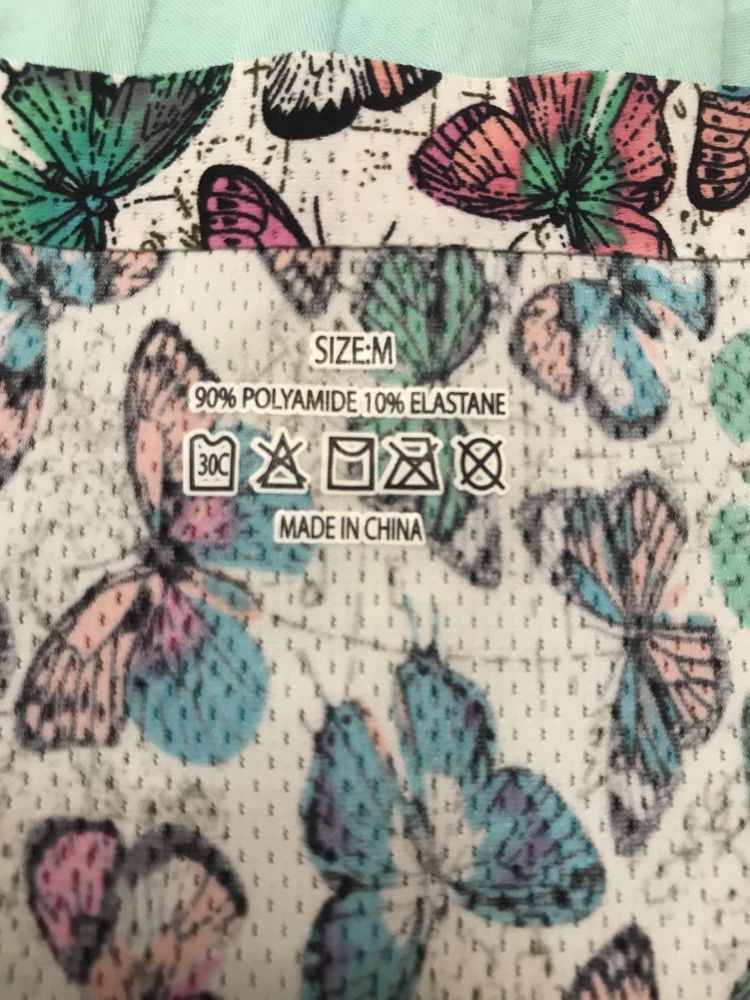 SIZE:M
90% POLYAMIDE 10% ELASTANE
30C
MADE IN CHINA